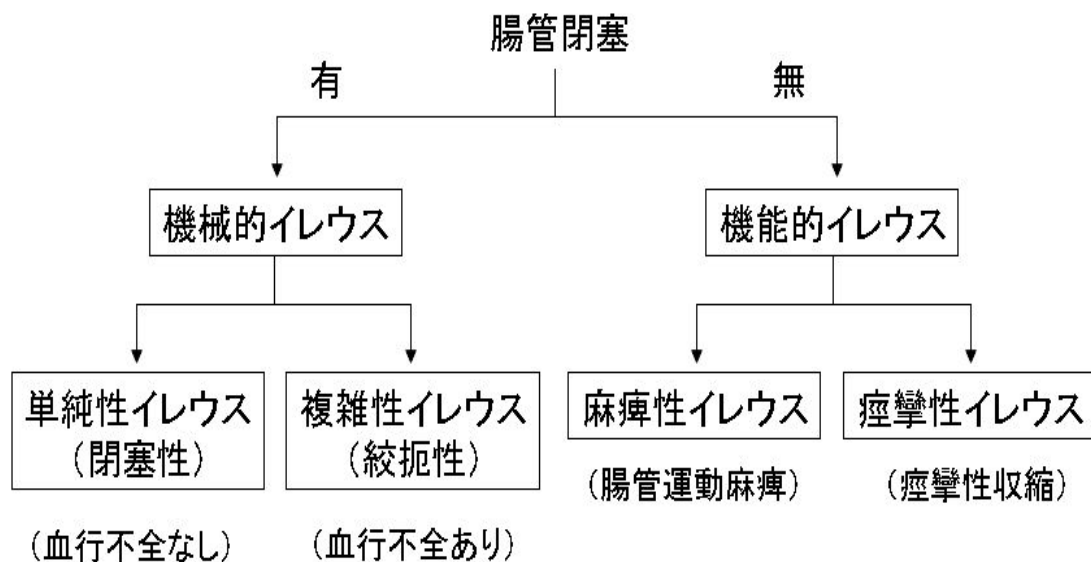 腸管閉塞
有
無
機械的イレウス
機能的イレウス
単純性イレウス
(閉塞性)
複雑性イレウス
(絞扼性)
麻痺性イレウス
痙攣性イレウス
(腸管運動麻痺)
(痙攣性収縮)
(血行不全なし)
(血行不全あり)